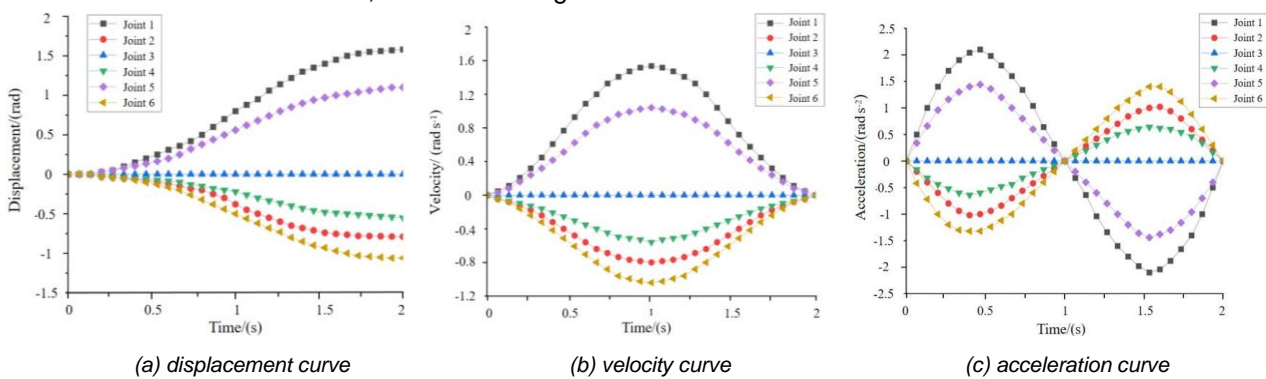 Joint 1
Joint 2
Joint 3
Joint 4
Joint 5
Joint 6
2
1.5
1
0.5
0
-0.5
-1
-1.5
Displacement/(rad)
0 0.5 1 1.5 2
Time/(s)
(a) displacement curve
Joint 1
Joint 2
Joint 3
Joint 4
Joint 5
Joint 6
2
1.6
1.2
0.8
0.4
0
-0.4
-0.8
-1.2
Velocity/ (rad s⁻¹)
0 0.5 1 1.5 2
Time/(s)
(b) velocity curve
Joint 1
Joint 2
Joint 3
Joint 4
Joint 5
Joint 6
2.5
2
1.5
1
0.5
0
-0.5
-1
-1.5
-2
-2.5
Acceleration/(rad s⁻²)
0 0.5 1 1.5 2
Time/(s)
(c) acceleration curve